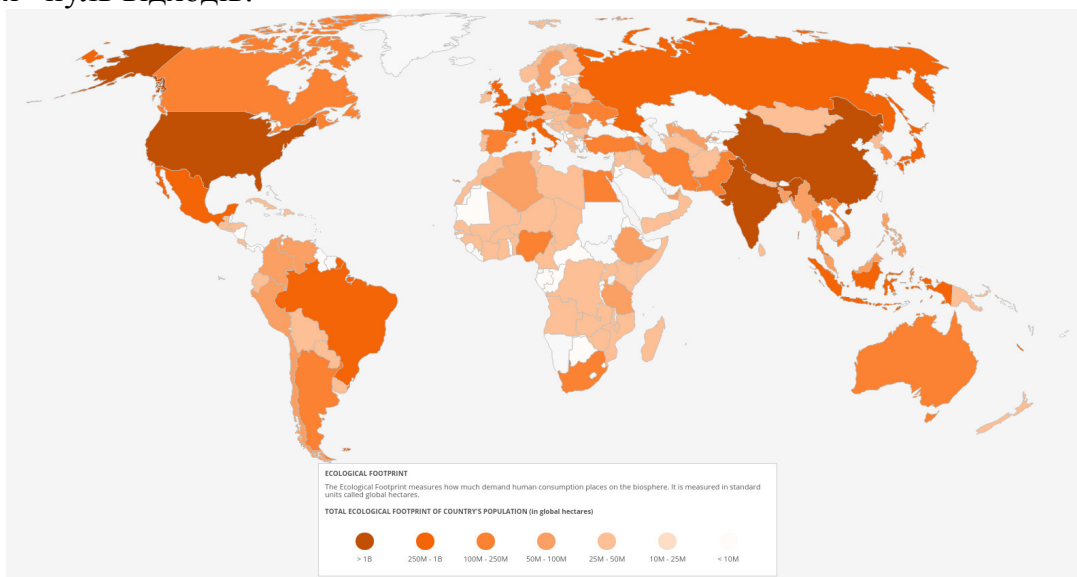 нуль відходів.
ECOLOGICAL FOOTPRINT
The Ecological Footprint measures how much demand human consumption places on the biosphere. It is measured in standard
units called global hectares.
TOTAL ECOLOGICAL FOOTPRINT OF COUNTRY'S POPULATION (in global hectares)
> 1B 250M - 1B 100M - 250M 50M - 100M 25M - 50M 10M - 25M < 10M